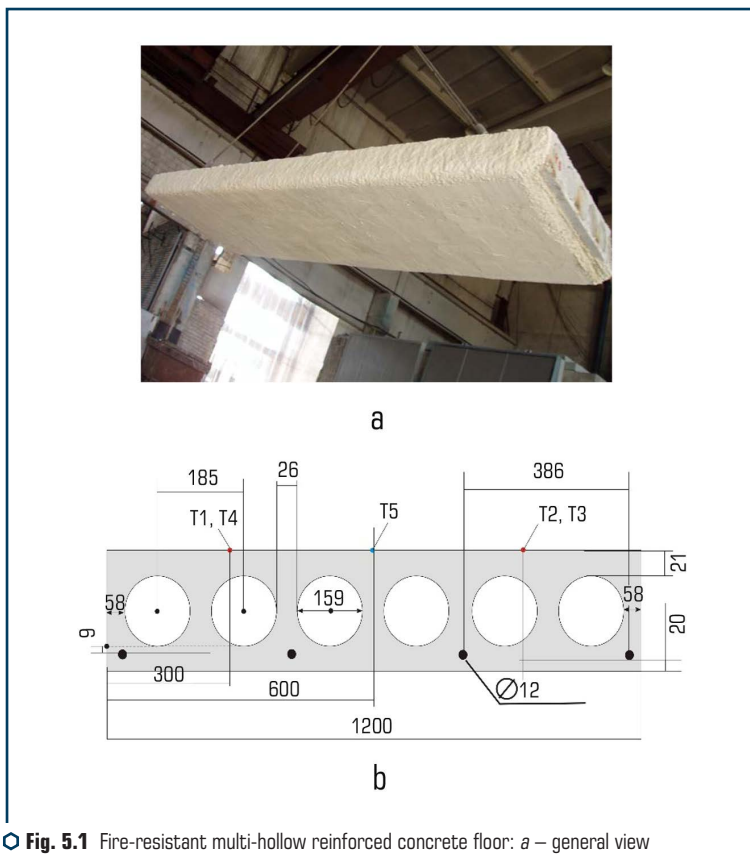 a
185
26
386
T1, T4
T5
T2, T3
21
58
159
58
9
20
300
600
Ø12
1200
b
Fig. 5.1 Fire-resistant multi-hollow reinforced concrete floor: a – general view